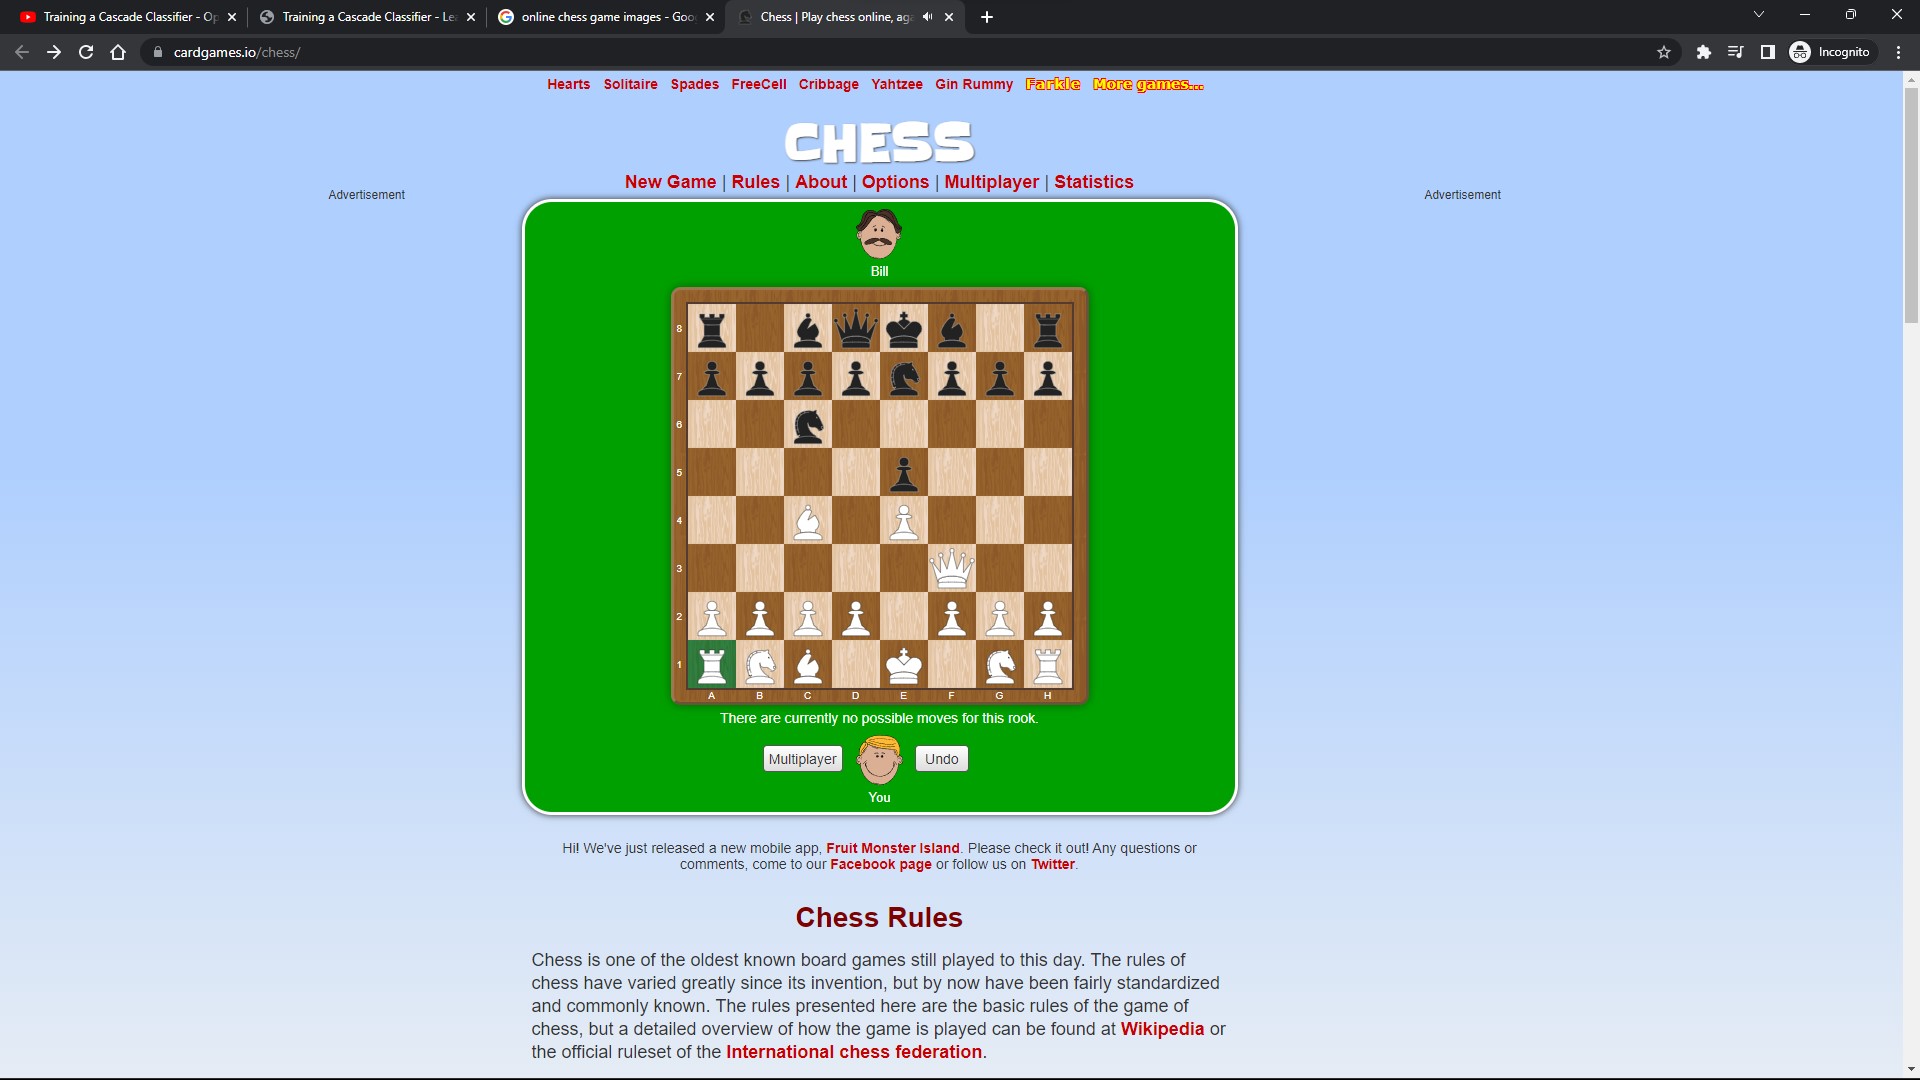 Training a Cascade Classifier - Op
Training a Cascade Classifier - Le
online chess game images - Goo
Chess | Play chess online, aga
cardgames.io/chess/
Incognito
Hearts Solitaire Spades FreeCell Cribbage Yahtzee Gin Rummy Farkle More games...
CHESS
New Game | Rules | About | Options | Multiplayer | Statistics
Advertisement
Advertisement
Bill
8
7
6
5
4
3
2
1
A B C D E F G H
There are currently no possible moves for this rook.
Multiplayer Undo
You
Hi! We've just released a new mobile app, Fruit Monster Island. Please check it out! Any questions or
comments, come to our Facebook page or follow us on Twitter.
Chess Rules
Chess is one of the oldest known board games still played to this day. The rules of
chess have varied greatly since its invention, but by now have been fairly standardized
and commonly known. The rules presented here are the basic rules of the game of
chess, but a detailed overview of how the game is played can be found at Wikipedia or
the official ruleset of the International chess federation.